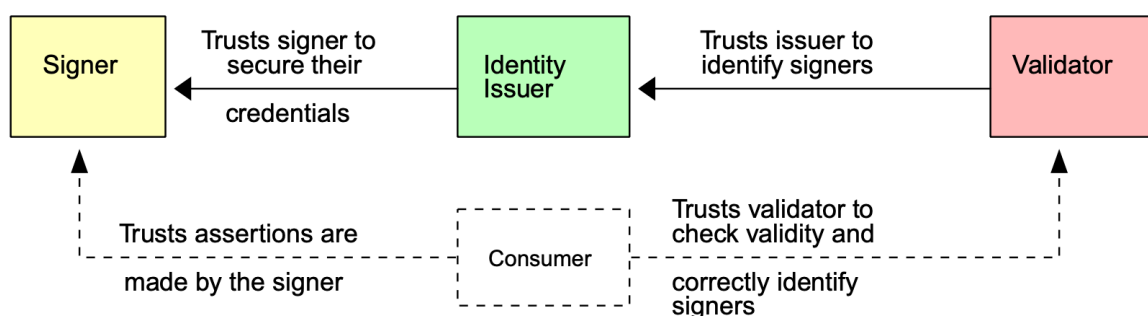 Signer
Trusts signer to
secure their
credentials
Identity
Issuer
Trusts issuer to
identify signers
Validator
Trusts assertions are
made by the signer
Consumer
Trusts validator to
check validity and
correctly identify
signers